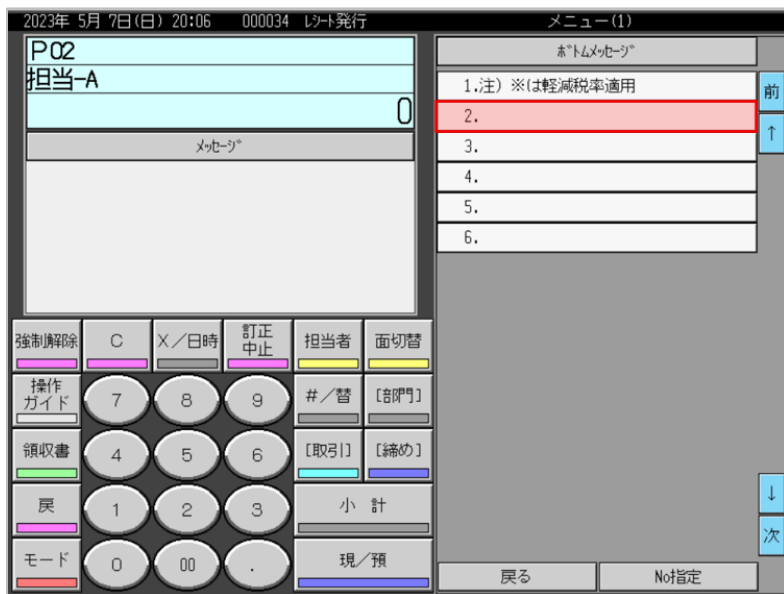 2023年 5月 7日(日) 20:06 000034 ﾚｼｰﾄ発行 メニュー(1)
P02
担当-A
0
ﾒｯｾｰｼﾞ
ﾎﾞﾄﾑﾒｯｾｰｼﾞ
1.注) ※は軽減税率適用
2.
3.
4.
5.
6.
前
↑
↓
次
強制解除 C X／日時 訂正中止 担当者 面切替
操作ガイド 7 8 9 #／替 [部門]
領収書 4 5 6 [取引] [締め]
戻 1 2 3 小 計
モード 0 00 . 現／預
戻る No指定